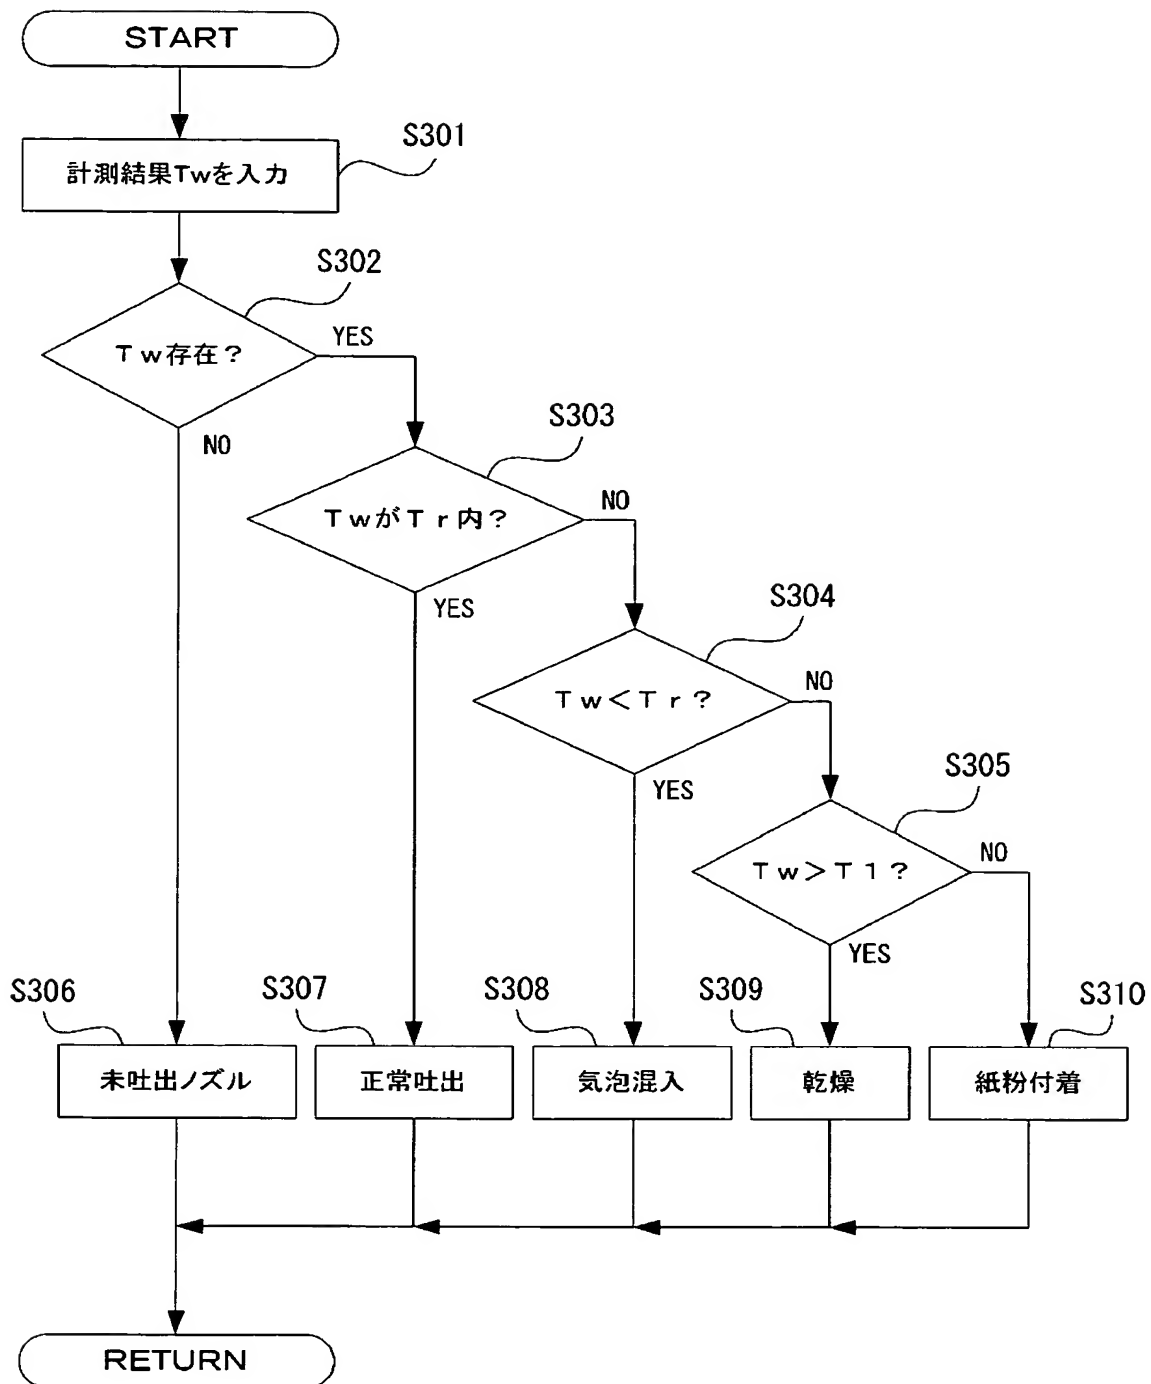 START
S301
計測結果Twを入力
S302
Tw存在?
YES
NO
S303
TwがTr内?
NO
YES
S304
Tw<Tr?
NO
YES
S305
Tw>T1?
NO
YES
S306
未吐出ノズル
S307
正常吐出
S308
気泡混入
S309
乾燥
S310
紙粉付着
RETURN